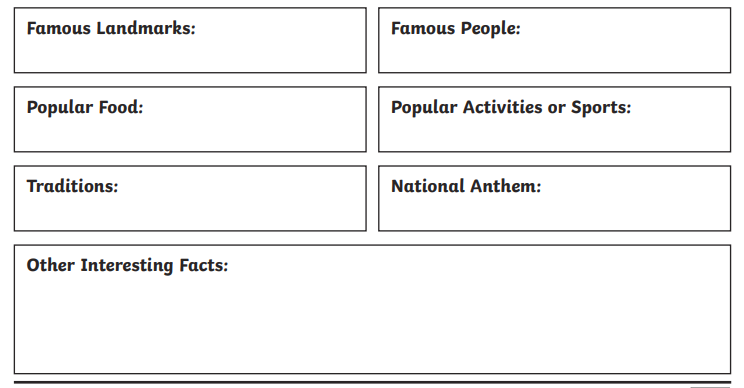 Famous Landmarks:
Famous People:
Popular Food:
Popular Activities or Sports:
Traditions:
National Anthem:
Other Interesting Facts: